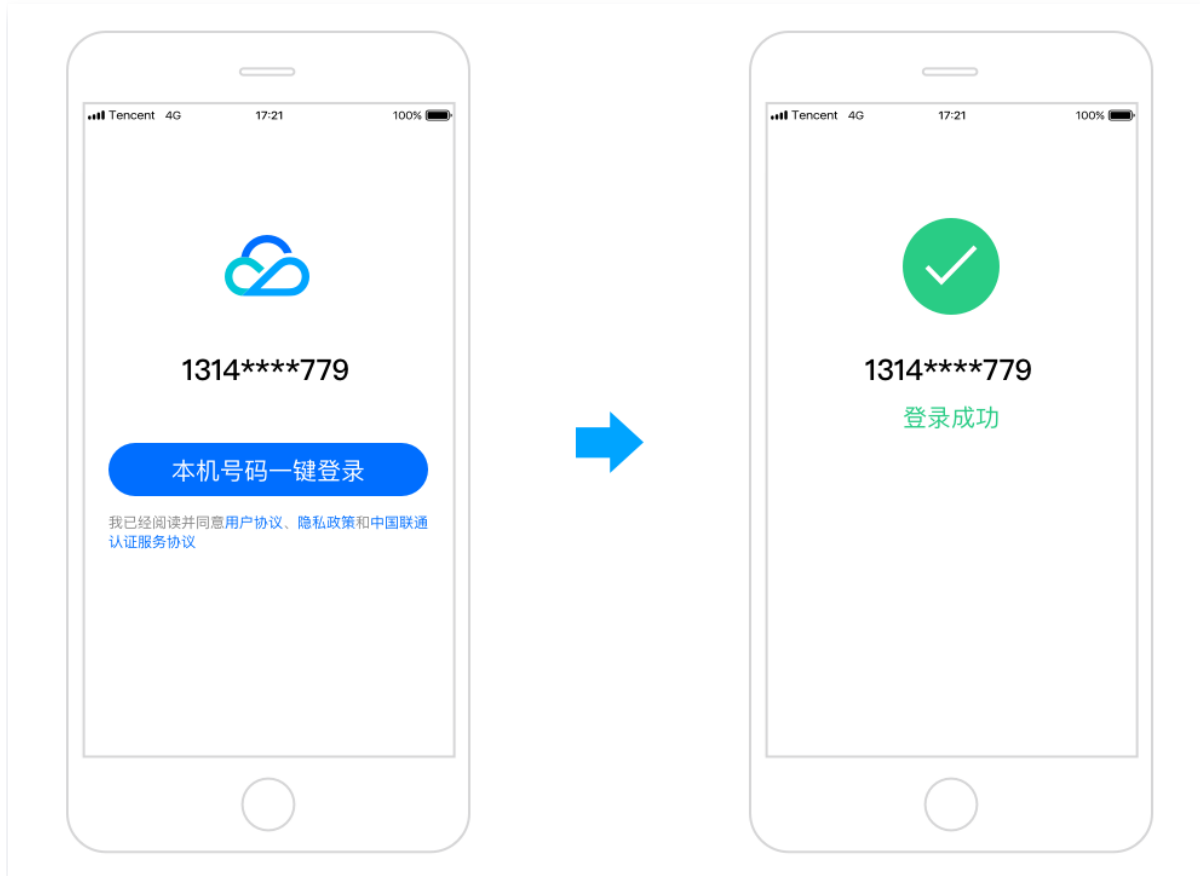 Tencent 4G 17:21 100%
1314****779
本机号码一键登录
我已经阅读并同意用户协议、隐私政策和中国联通
认证服务协议
Tencent 4G 17:21 100%
1314****779
登录成功